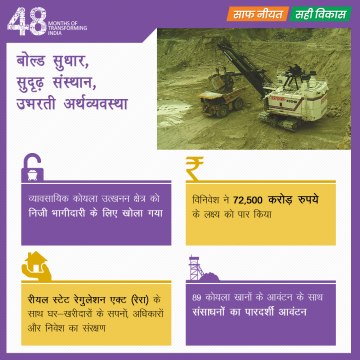 48 MONTHS OF
TRANSFORMING
INDIA
साफ नीयत
सही विकास
बोल्ड सुधार,
सुदृढ़ संस्थान,
उभरती अर्थव्यवस्था
व्यावसायिक कोयला उत्खनन क्षेत्र को
निजी भागीदारी के लिए खोला गया
₹
विनिवेश ने 72,500 करोड़ रुपये
के लक्ष्य को पार किया
रीयल स्टेट रेगुलेशन एक्ट (रेरा) के
साथ घर–खरीदारों के सपनों, अधिकारों
और निवेश का संरक्षण
89 कोयला खानों के आवंटन के साथ
संसाधनों का पारदर्शी आवंटन